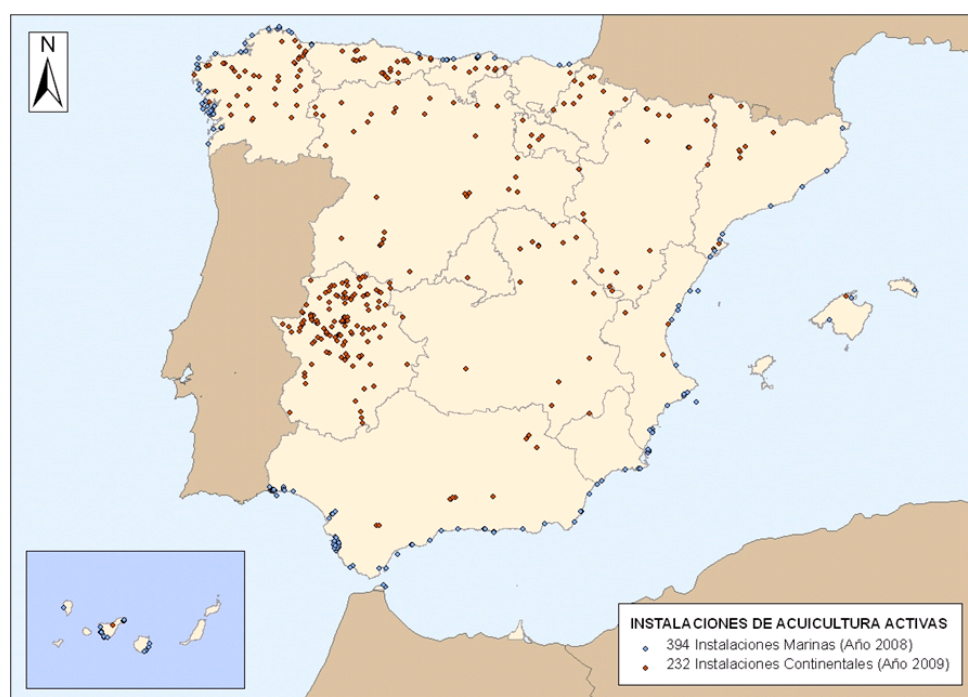 N
INSTALACIONES DE ACUICULTURA ACTIVAS
394 Instalaciones Marinas (Año 2008)
232 Instalaciones Continentales (Año 2009)